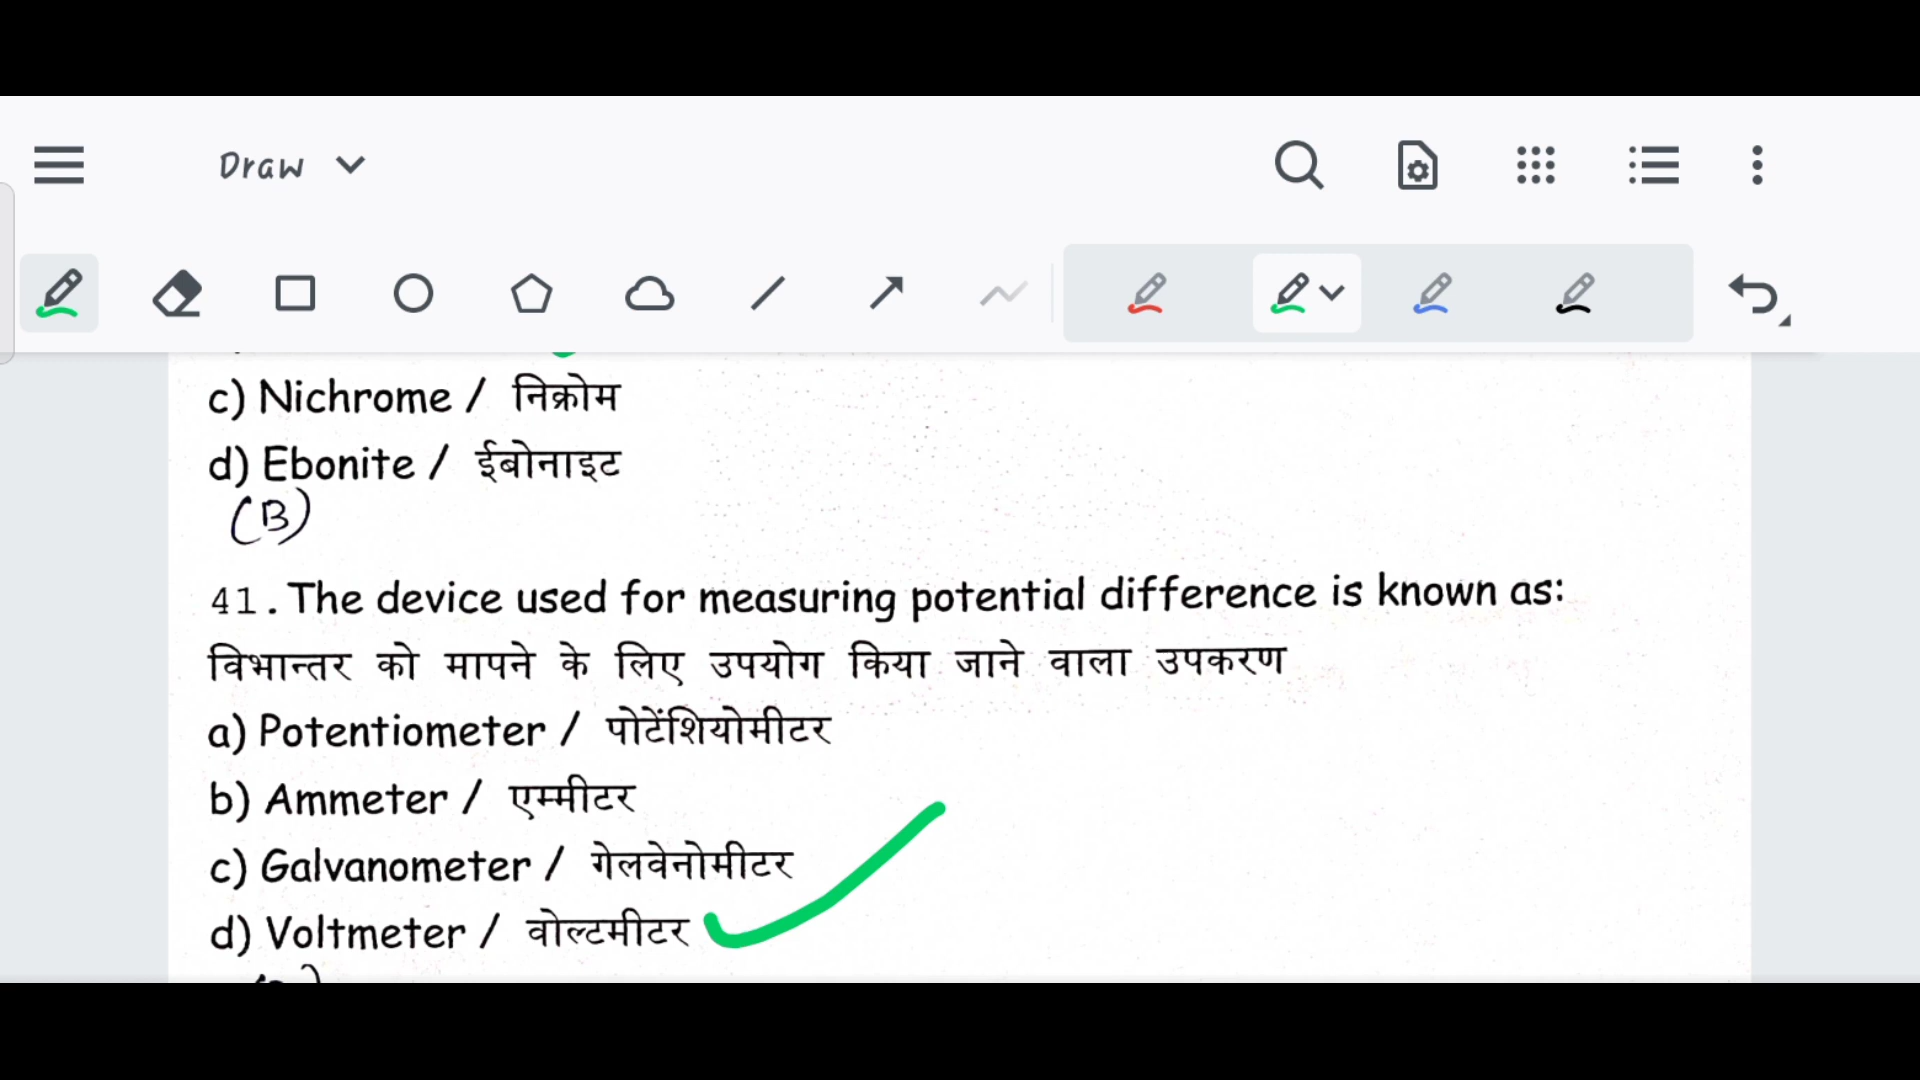 Draw
c) Nichrome / निक्रोम
d) Ebonite / ईबोनाइट
(B)
41. The device used for measuring potential difference is known as:
विभान्तर को मापने के लिए उपयोग किया जाने वाला उपकरण
a) Potentiometer / पोटेंशियोमीटर
b) Ammeter / एम्मीटर
c) Galvanometer / गेलवेनोमीटर
d) Voltmeter / वोल्टमीटर